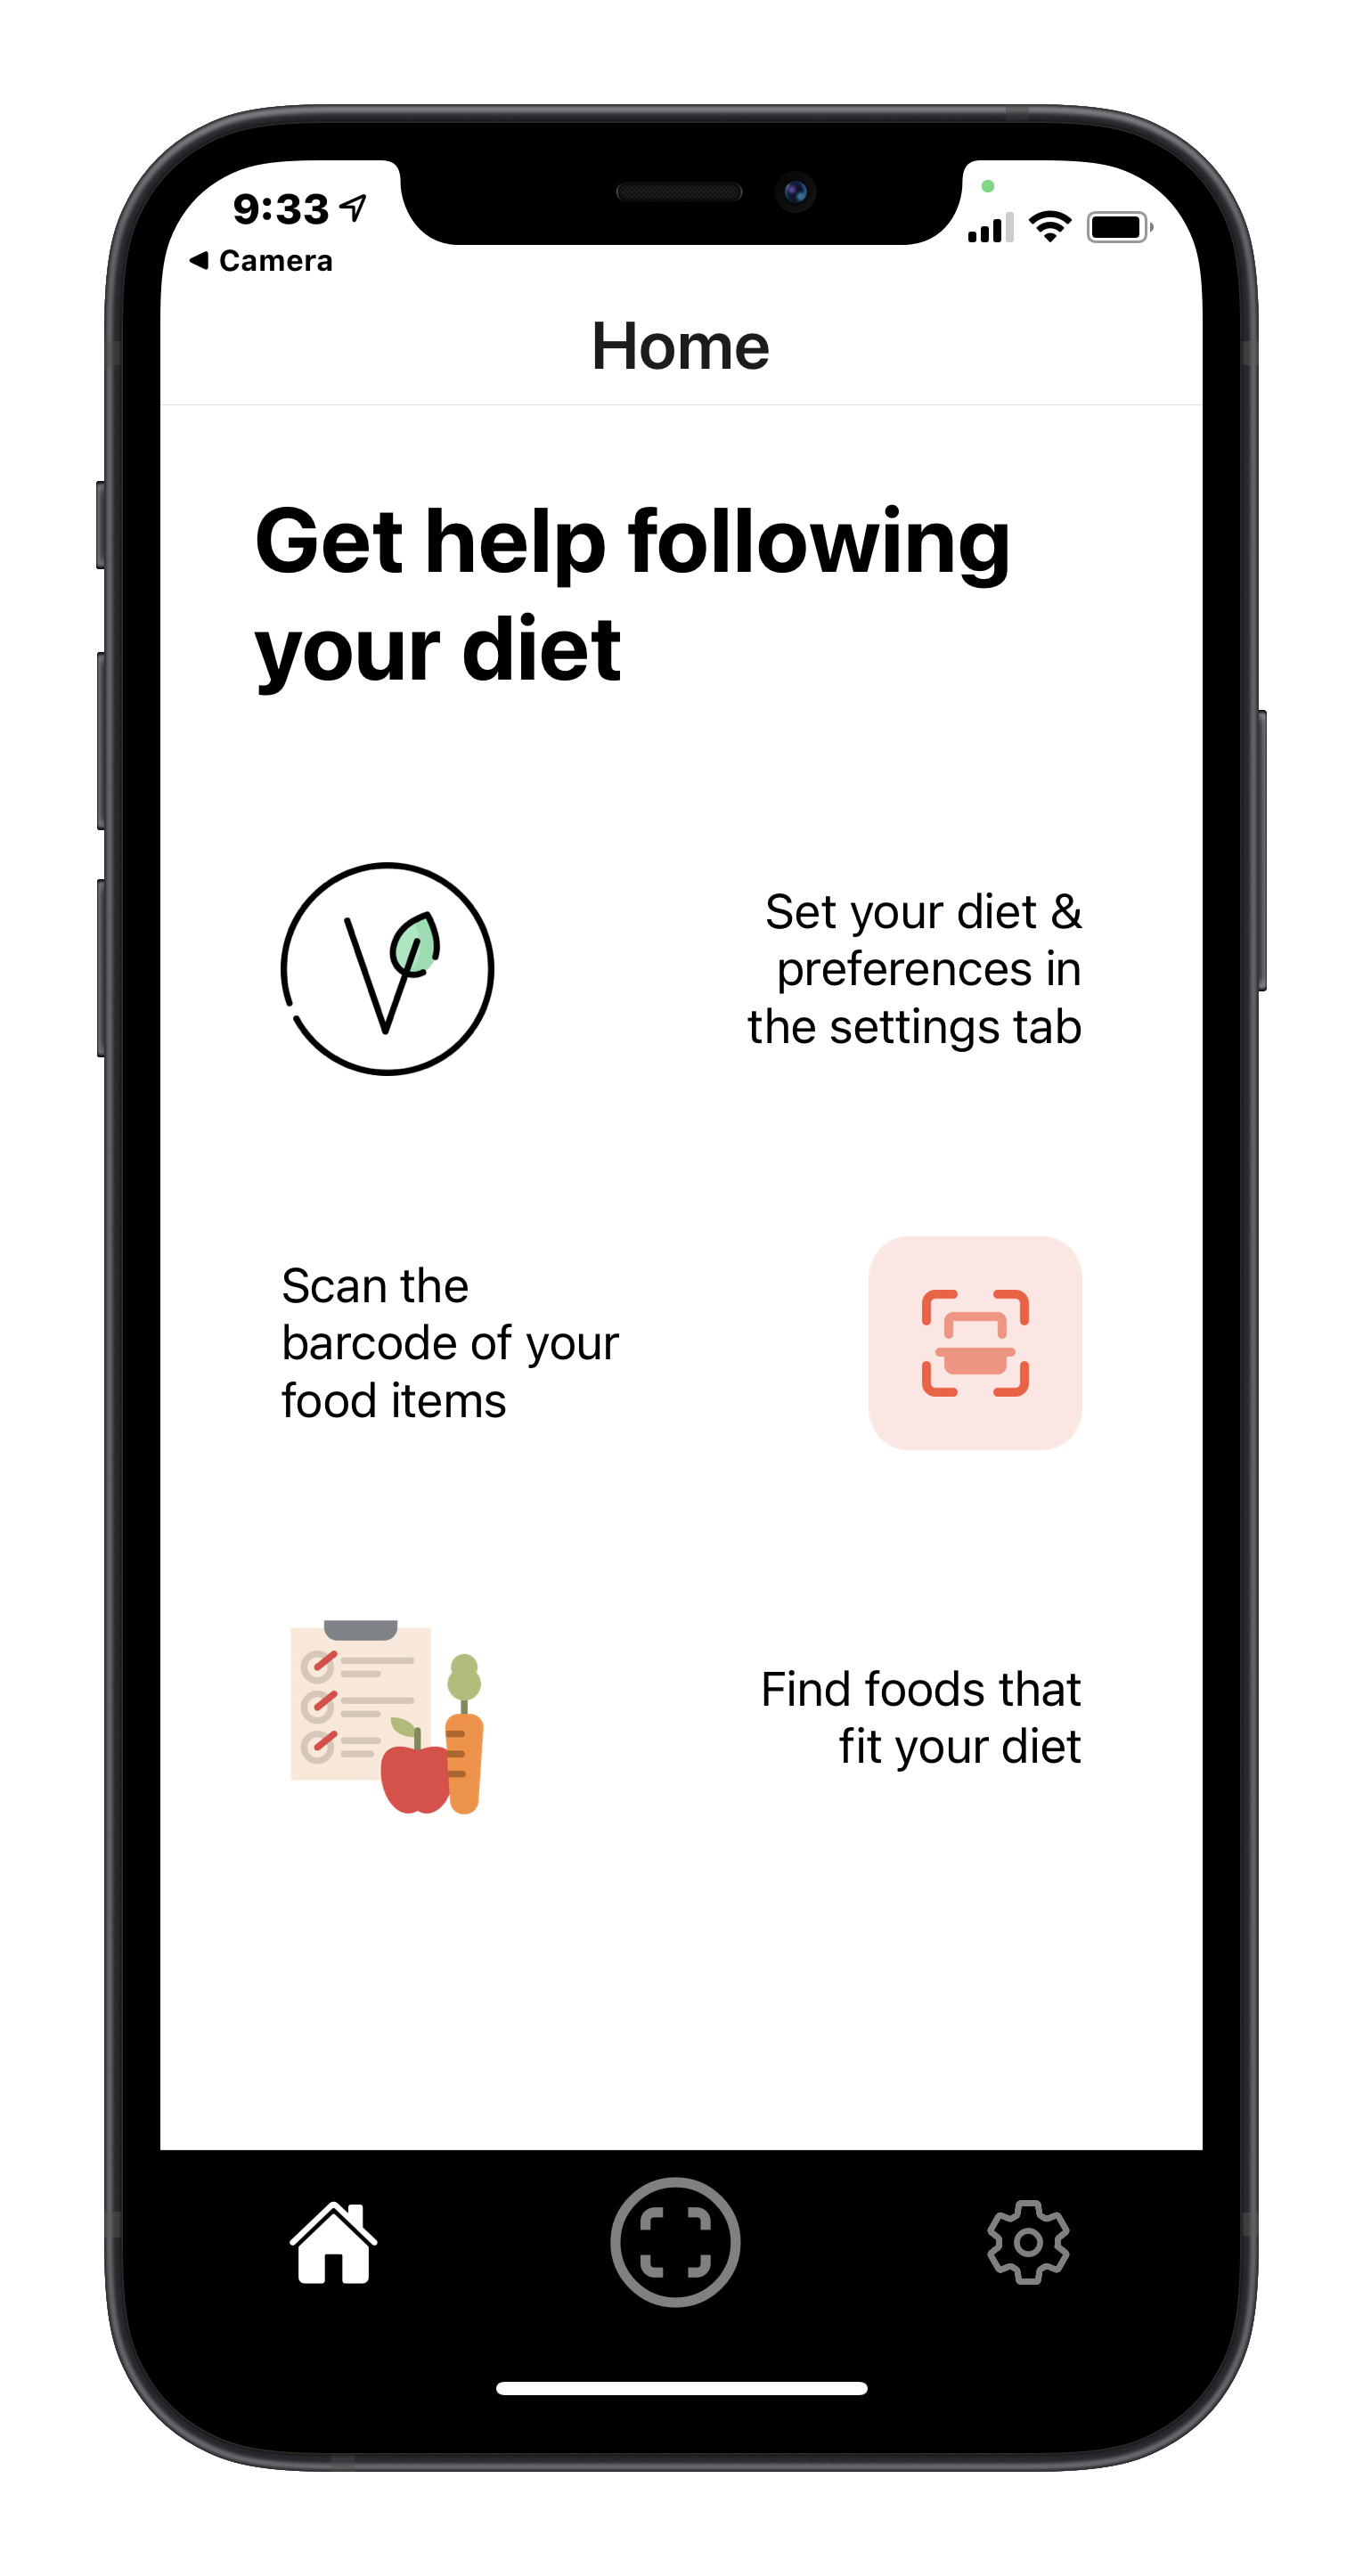 9:33
◀ Camera
Home
Get help following
your diet
Set your diet &
preferences in
the settings tab
Scan the
barcode of your
food items
Find foods that
fit your diet